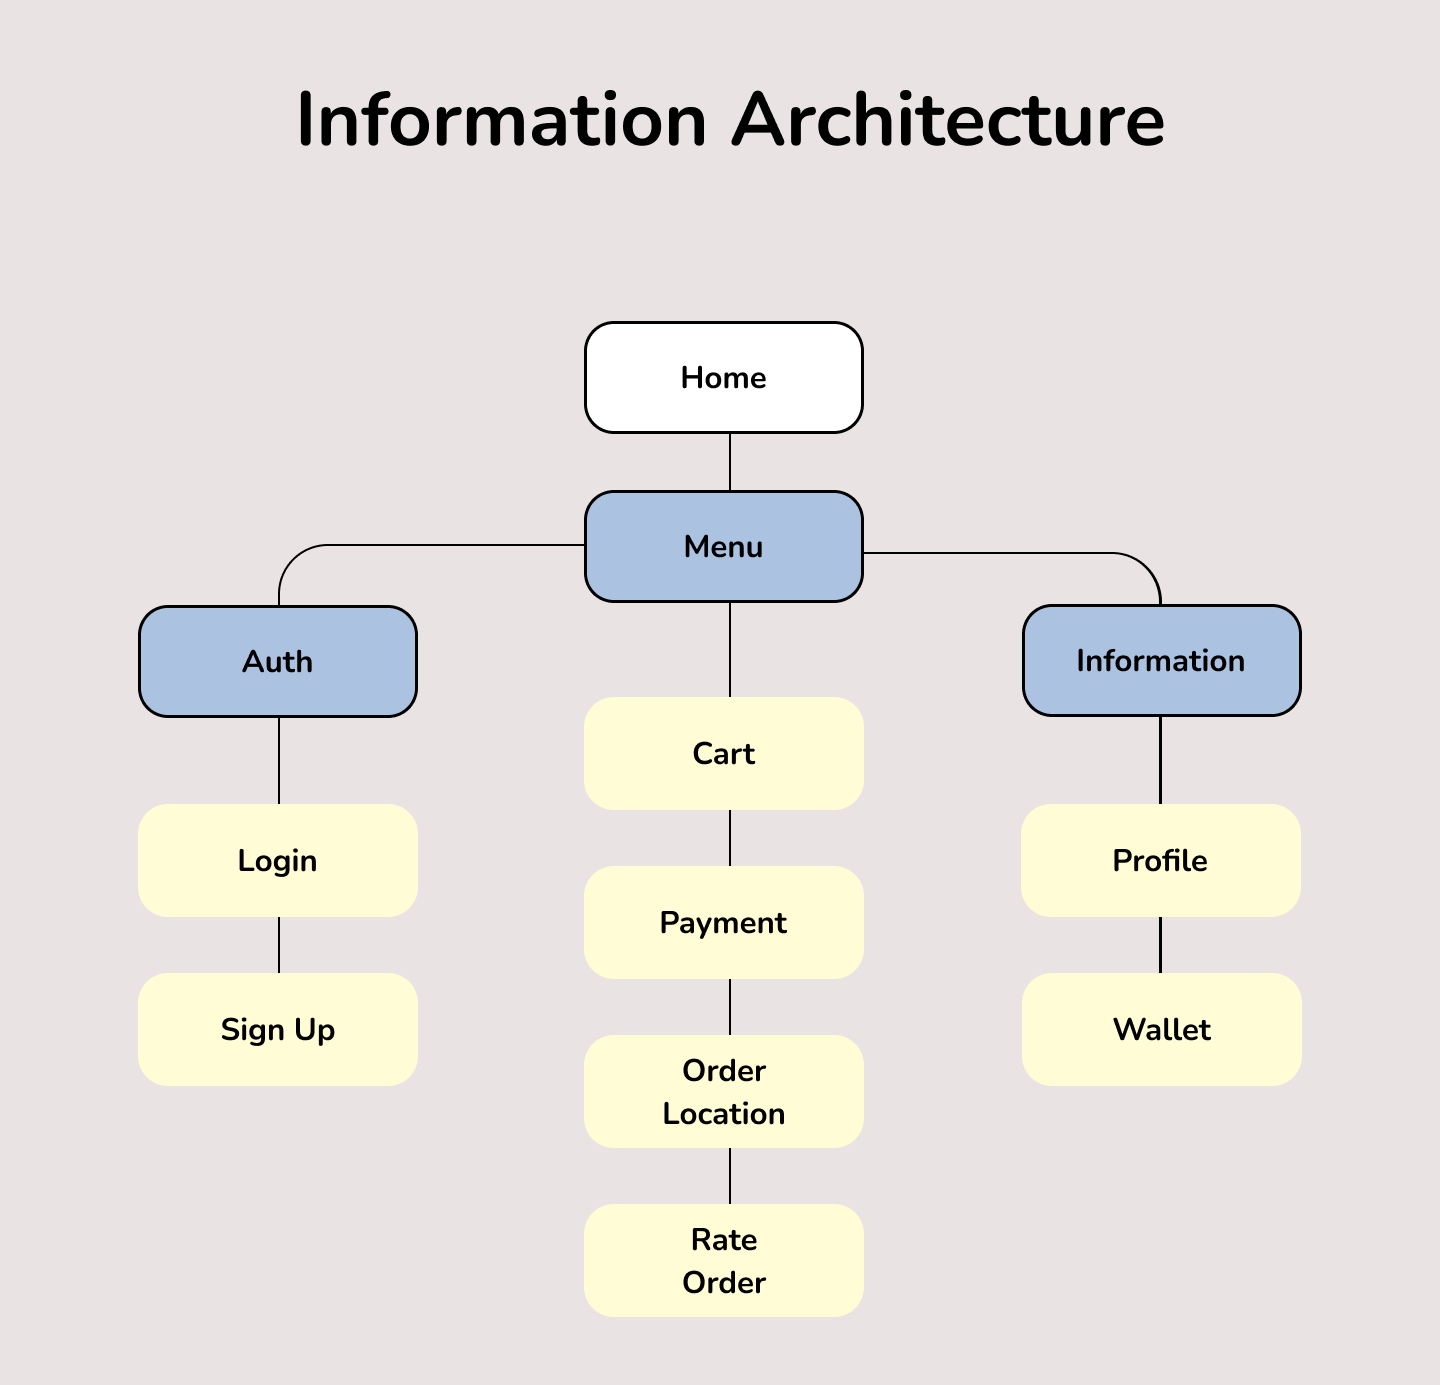 Information Architecture
Home
Menu
Auth
Information
Cart
Login
Profile
Payment
Sign Up
Wallet
Order
Location
Rate
Order